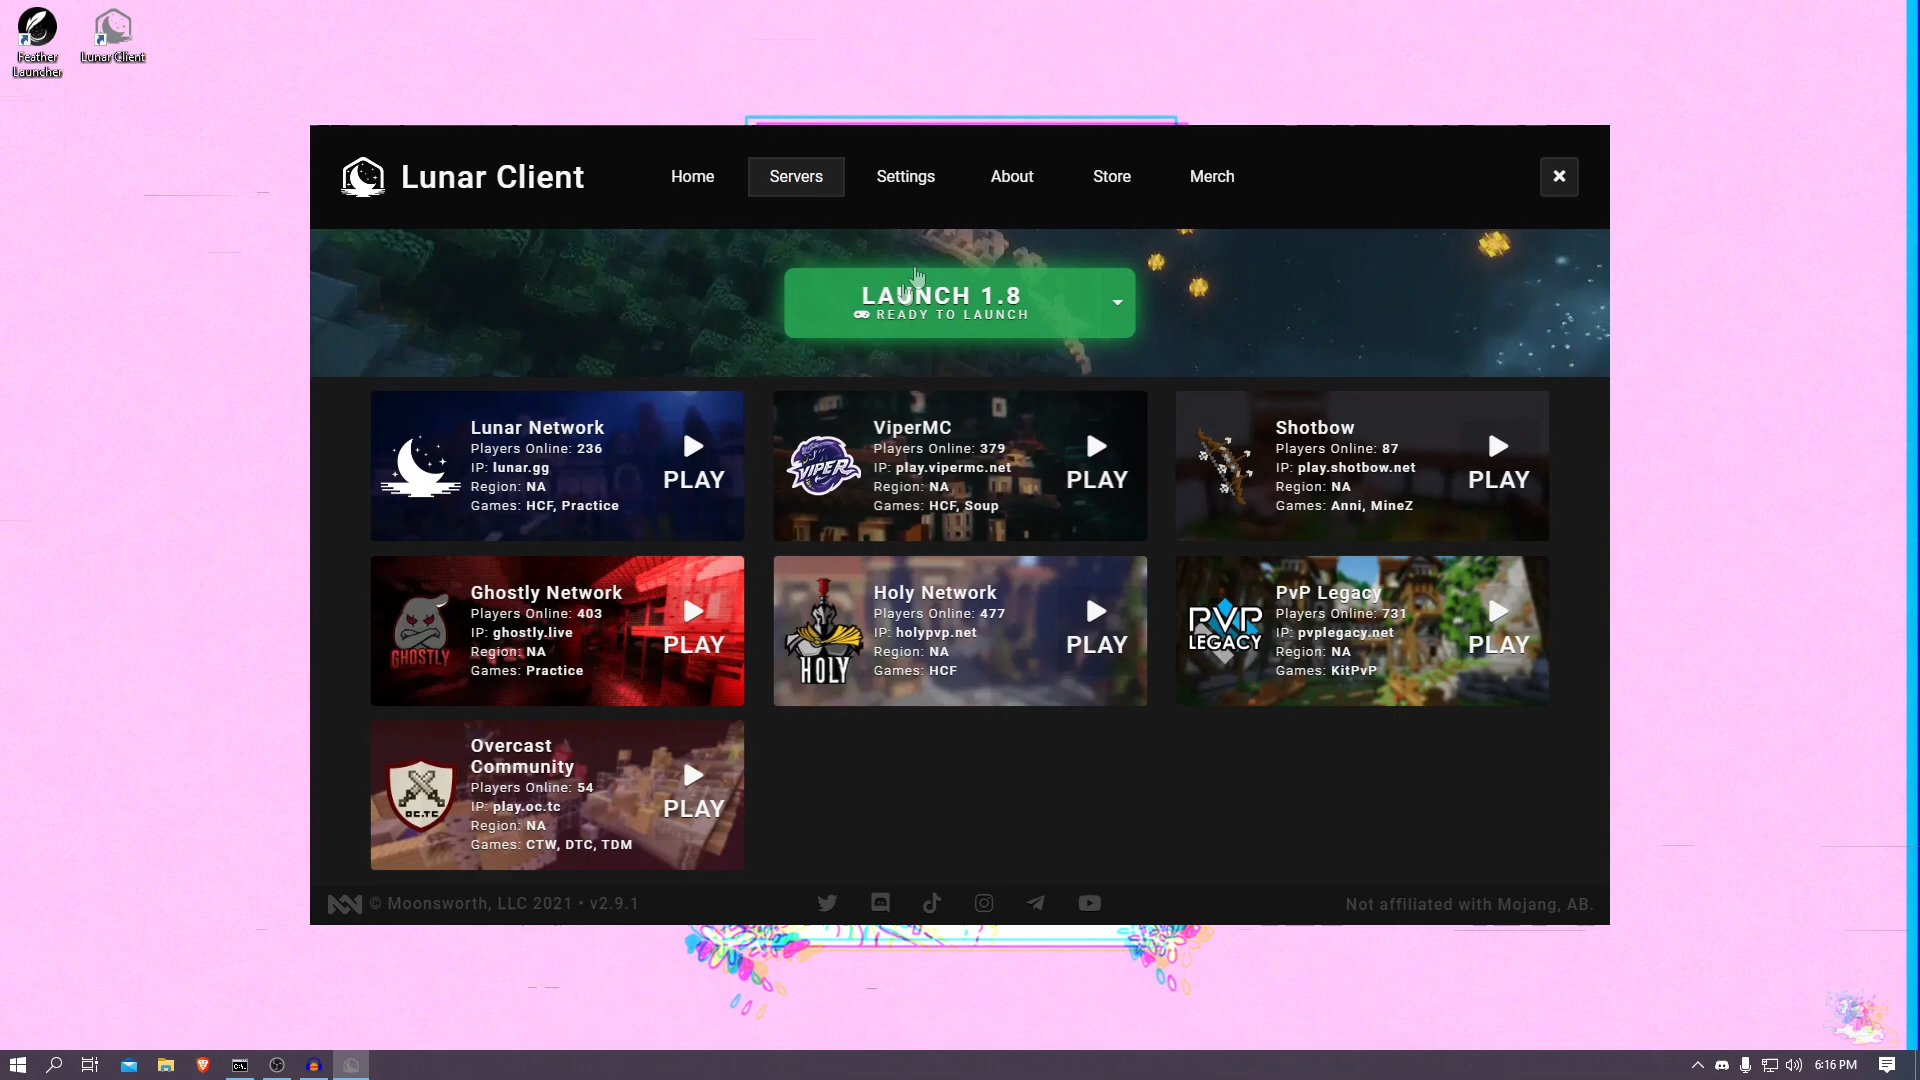 Feather
Launcher
Lunar Client
Lunar Client
Home
Servers
Settings
About
Store
Merch
LAUNCH 1.8
READY TO LAUNCH
Lunar Network
Players Online: 236
IP: lunar.gg
Region: NA
Games: HCF, Practice
PLAY
VIPER
ViperMC
Players Online: 379
IP: play.vipermc.net
Region: NA
Games: HCF, Soup
PLAY
Shotbow
Players Online: 87
IP: play.shotbow.net
Region: NA
Games: Anni, MineZ
PLAY
GHOSTLY
Ghostly Network
Players Online: 403
IP: ghostly.live
Region: NA
Games: Practice
PLAY
HOLY
Holy Network
Players Online: 477
IP: holypvp.net
Region: NA
Games: HCF
PLAY
PVP
LEGACY
PvP Legacy
Players Online: 731
IP: pvplegacy.net
Region: NA
Games: KitPvP
PLAY
OC.TC
Overcast
Community
Players Online: 54
IP: play.oc.tc
Region: NA
Games: CTW, DTC, TDM
PLAY
© Moonsworth, LLC 2021 • v2.9.1
Not affiliated with Mojang, AB.
6:16 PM